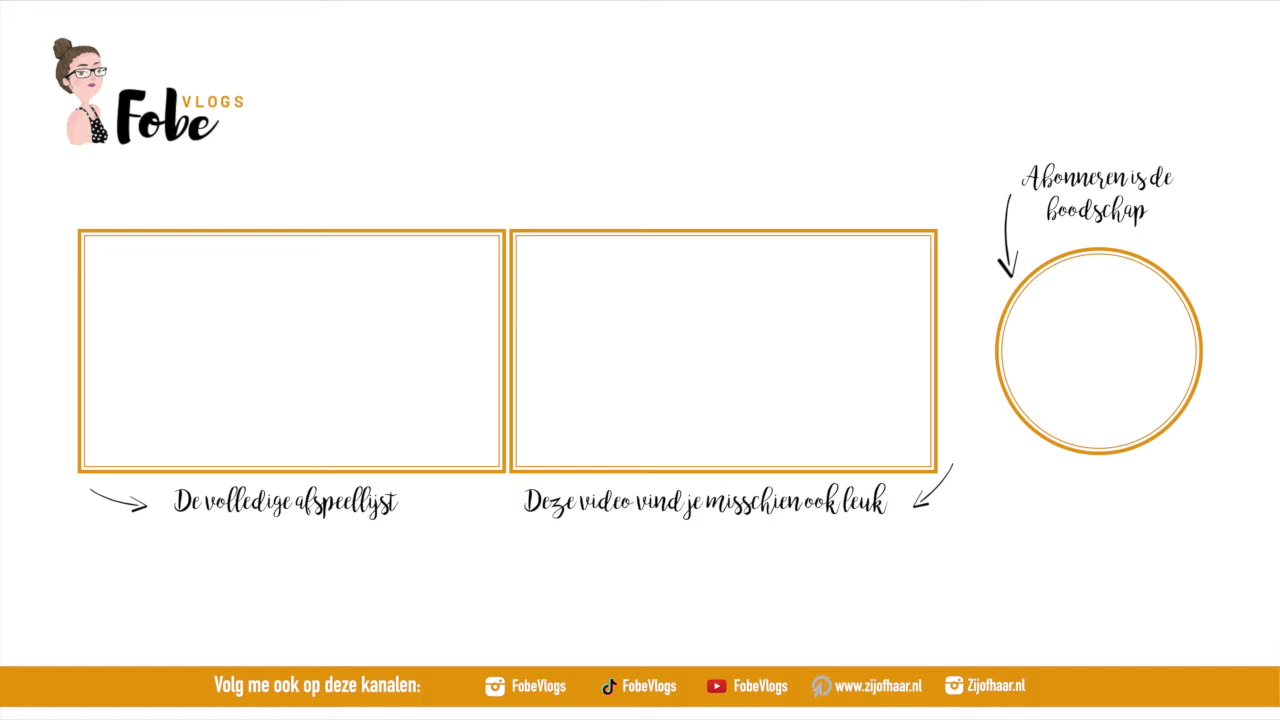 VLOGS
Fobe
Abonneren is de
boodschap
De volledige afspeellijst
Deze video vind je misschien ook leuk
Volg me ook op deze kanalen:
FobeVlogs
FobeVlogs
FobeVlogs
www.zijofhaar.nl
Zijofhaar.nl